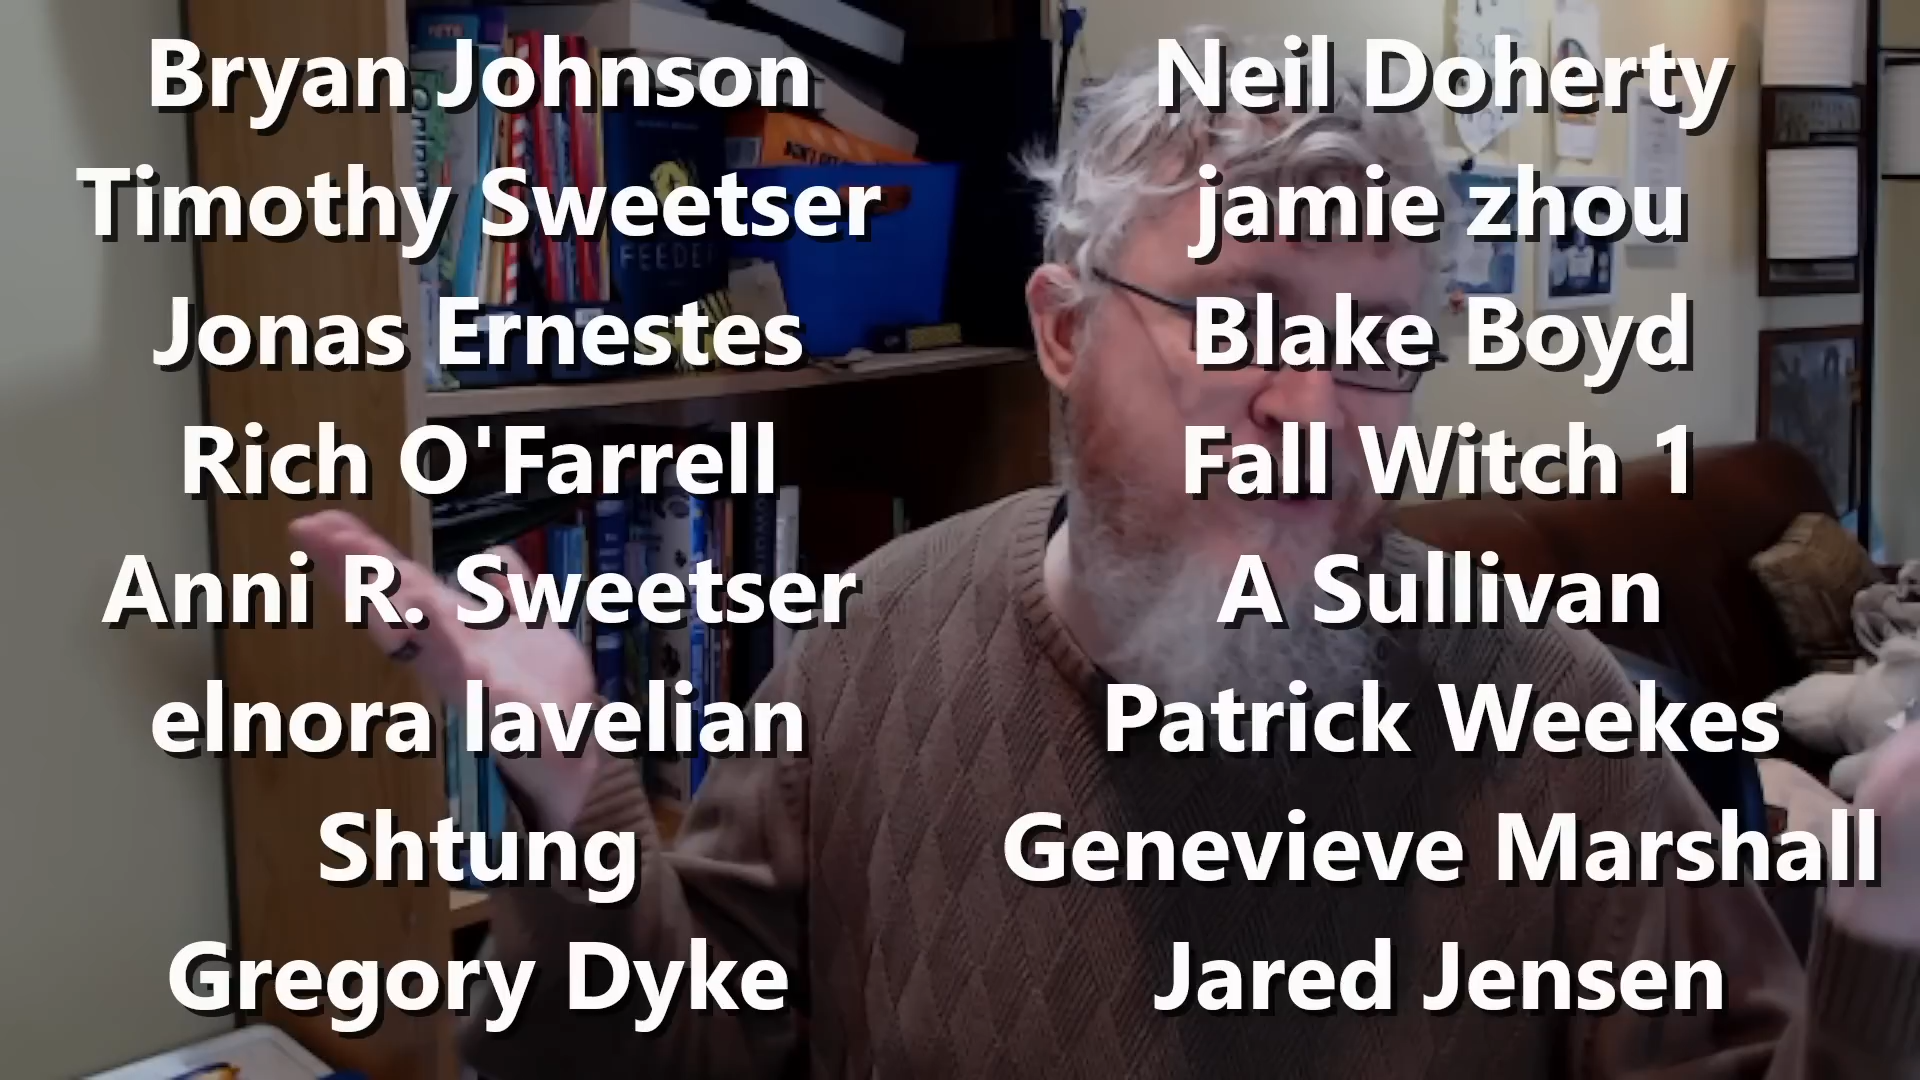 Bryan Johnson
Timothy Sweetser
Jonas Ernestes
Rich O'Farrell
Anni R. Sweetser
elnora lavelian
Shtung
Gregory Dyke
Neil Doherty
jamie zhou
Blake Boyd
Fall Witch 1
A Sullivan
Patrick Weekes
Genevieve Marshall
Jared Jensen
FEEDER